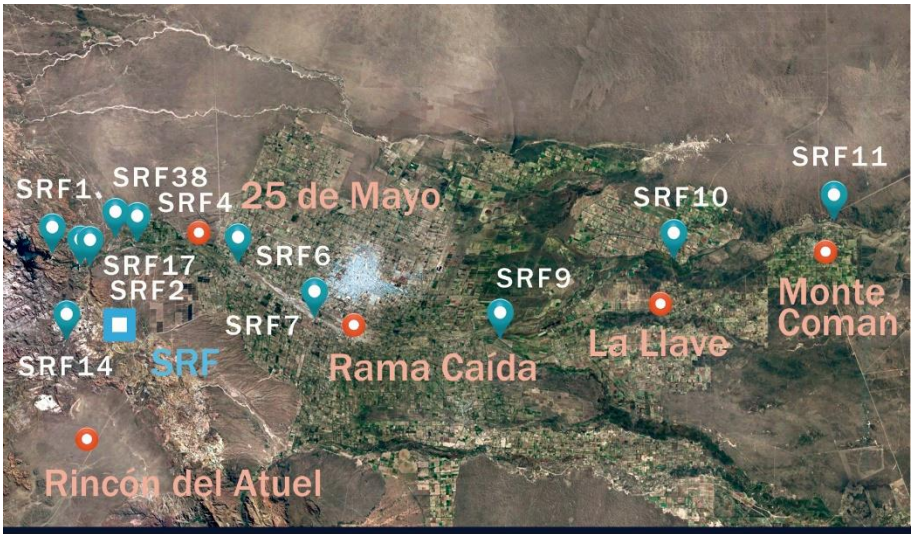 SRF11
SRF38
SRF1.
SRF4
25 de Mayo
SRF10
SRF6
SRF17
SRF2
SRF9
Monte
Coman
SRF7
La Llave
SRF14
SRF
Rama Caída
Rincón del Atuel